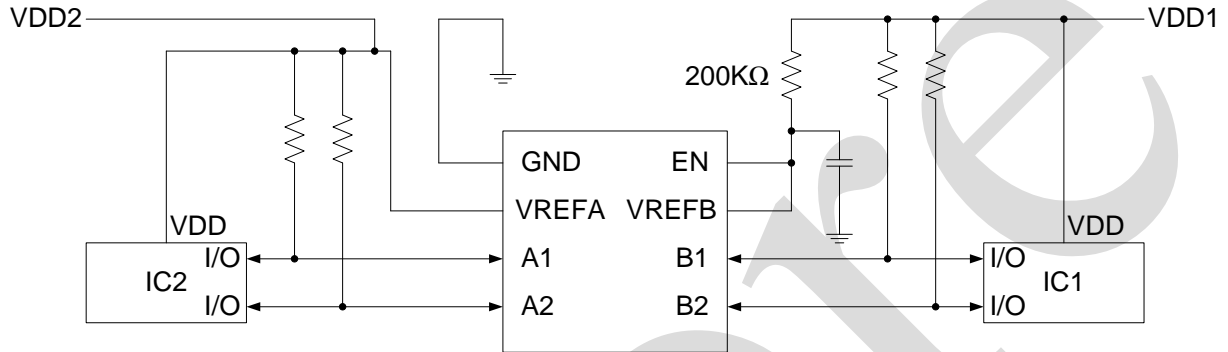 VDD2
VDD1
200KΩ
GND
EN
VREFA
VREFB
VDD
VDD
I/O
A1
B1
I/O
IC2
IC1
I/O
A2
B2
I/O